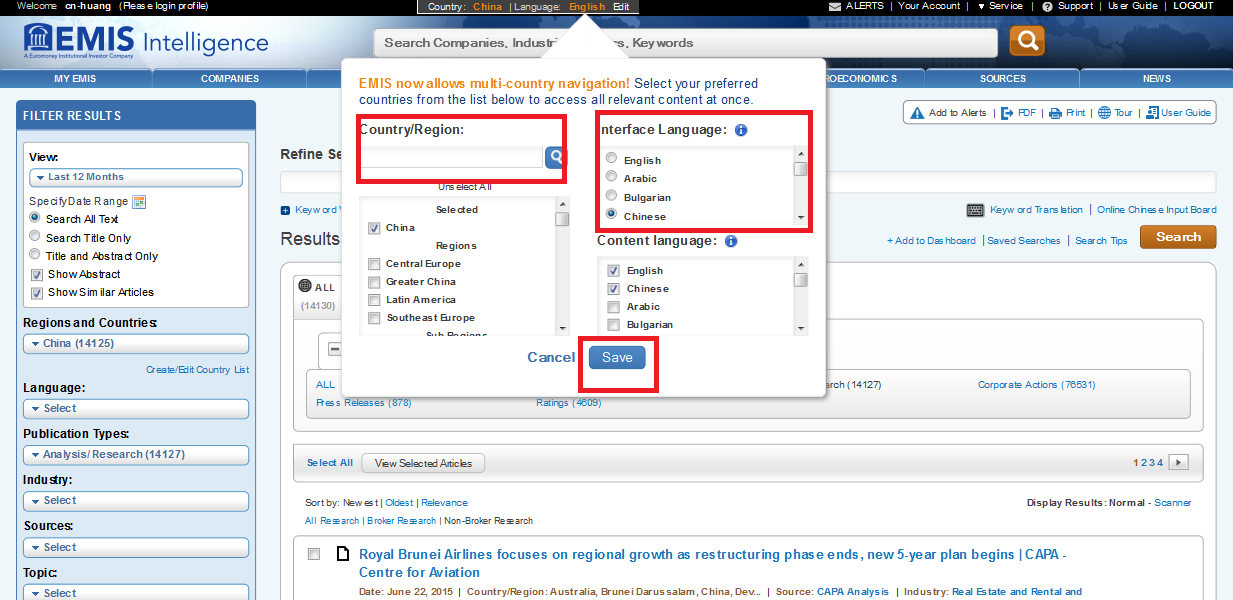 Welcome cn-huang (Please login profile)
Country: China | Language: English Edit
ALERTS | Your Account | ▼ Service | Support | User Guide | LOGOUT
EMIS Intelligence
A Euromoney Institutional Investor Company
Search Companies, Industri s, Keywords
MY EMIS
COMPANIES
ROECONOMICS
SOURCES
NEWS
EMIS now allows multi-country navigation! Select your preferred
countries from the list below to access all relevant content at once.
Country/Region:
Unselect All
Selected
China
Regions
Central Europe
Greater China
Latin America
Southeast Europe
Sub Regions
nterface Language:
English
Arabic
Bulgarian
Chinese
Content language:
English
Chinese
Arabic
Bulgarian
Cancel
Save
FILTER RESULTS
View:
Last 12 Months
Specify Date Range
Search All Text
Search Title Only
Title and Abstract Only
Show Abstract
Show Similar Articles
Regions and Countries:
China (14125)
Create/Edit Country List
Language:
Select
Publication Types:
Analysis/Research (14127)
Industry:
Select
Sources:
Select
Topic:
Select
Add to Alerts | PDF | Print | Tour | User Guide
Refine Se
Keyword
Keyword Translation | Online Chinese Input Board
Results
+ Add to Dashboard | Saved Searches | Search Tips
Search
ALL
(14130)
ALL
rch (14127)
Corporate Actions (76531)
Press Releases (878)
Ratings (4609)
Select All
View Selected Articles
1 2 3 4
Sort by: Newest | Oldest | Relevance
Display Results: Normal - Scanner
All Research | Broker Research | Non-Broker Research
Royal Brunei Airlines focuses on regional growth as restructuring phase ends, new 5-year plan begins | CAPA -
Centre for Aviation
Date: June 22, 2015 | Country/Region: Australia, Brunei Darussalam, China, Dev... | Source: CAPA Analysis | Industry: Real Estate and Rental and